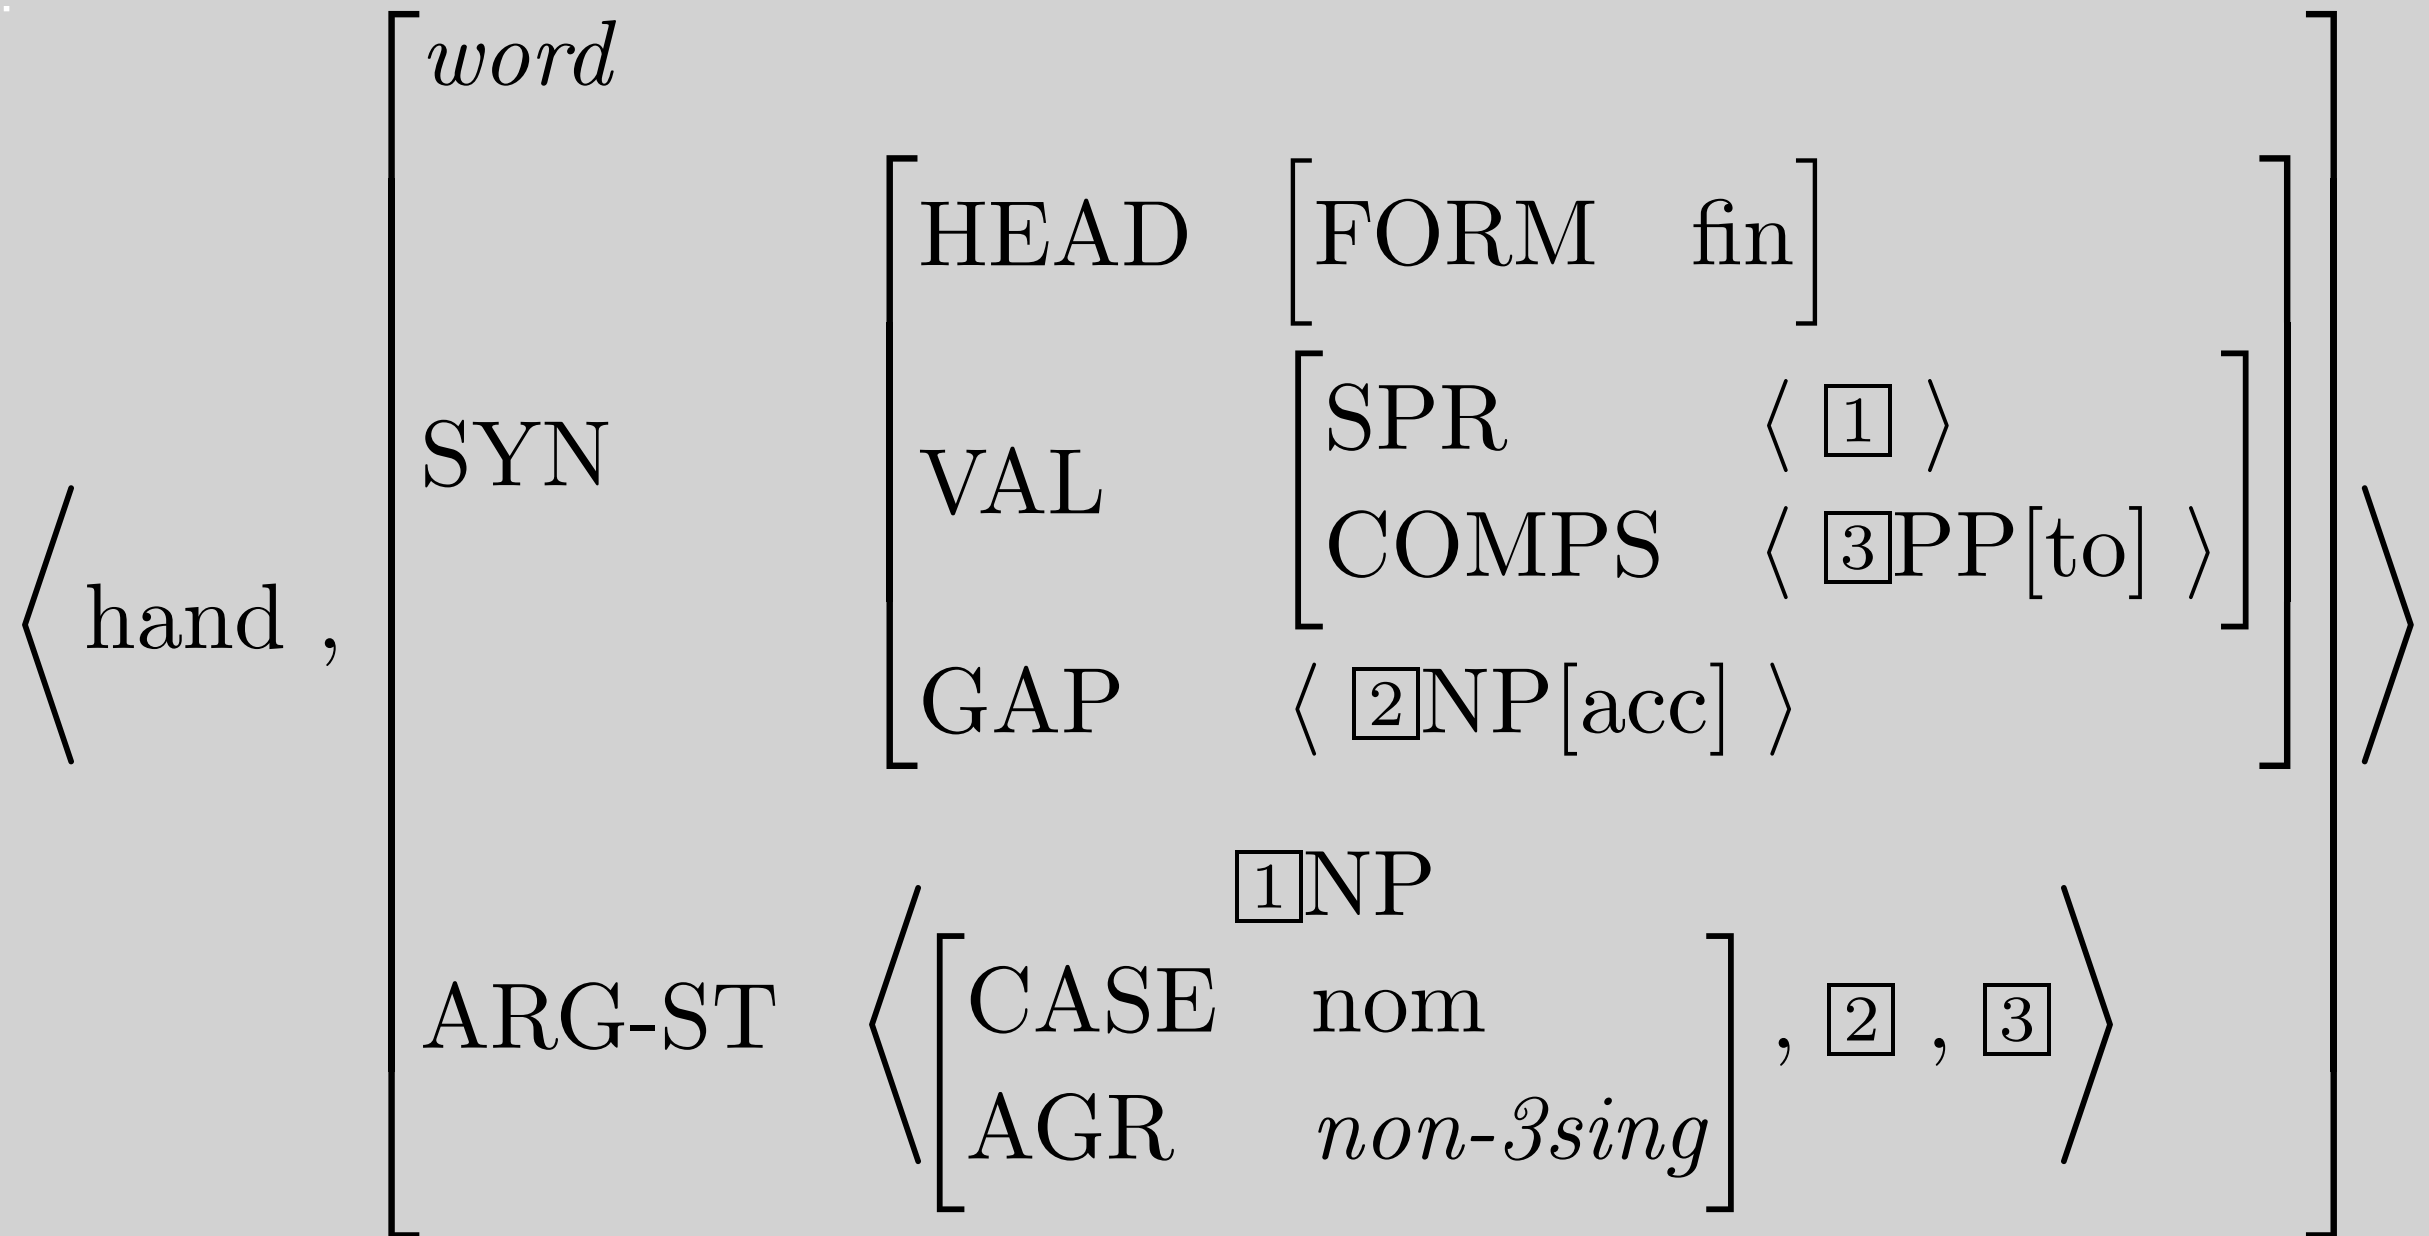 word
HEAD [FORM fin]
SPR ⟨ 1 ⟩
SYN VAL
COMPS ⟨ 3PP[to] ⟩
⟨hand ,
GAP ⟨ 2NP[acc] ⟩
1NP
CASE nom
ARG-ST ⟨ , 2 , 3⟩
AGR non-3sing